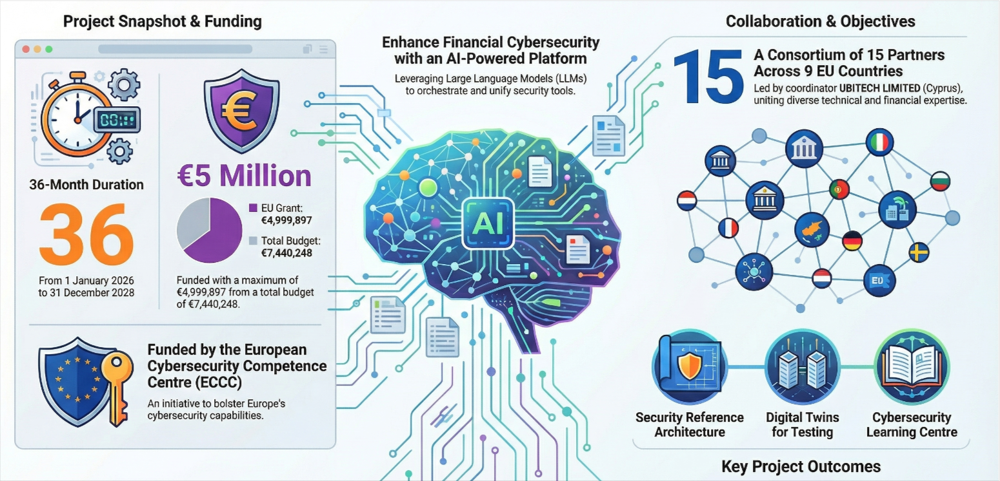 Project Snapshot & Funding
36-Month Duration
36
From 1 January 2026
to 31 December 2028
€
€5 Million
EU Grant:
€4,999,897
Total Budget:
€7,440,248
Funded with a maximum of
€4,999,897 from a total budget
of €7,440,248.
Funded by the European
Cybersecurity Competence
Centre (ECCC)
An initiative to bolster Europe's
cybersecurity capabilities.
Enhance Financial Cybersecurity
with an AI-Powered Platform
Leveraging Large Language Models (LLMs)
to orchestrate and unify security tools.
AI
Collaboration & Objectives
15
A Consortium of 15 Partners
Across 9 EU Countries
Led by coordinator UBITECH LIMITED (Cyprus),
uniting diverse technical and financial expertise.
EU
Security Reference
Architecture
Digital Twins
for Testing
Cybersecurity
Learning Centre
Key Project Outcomes